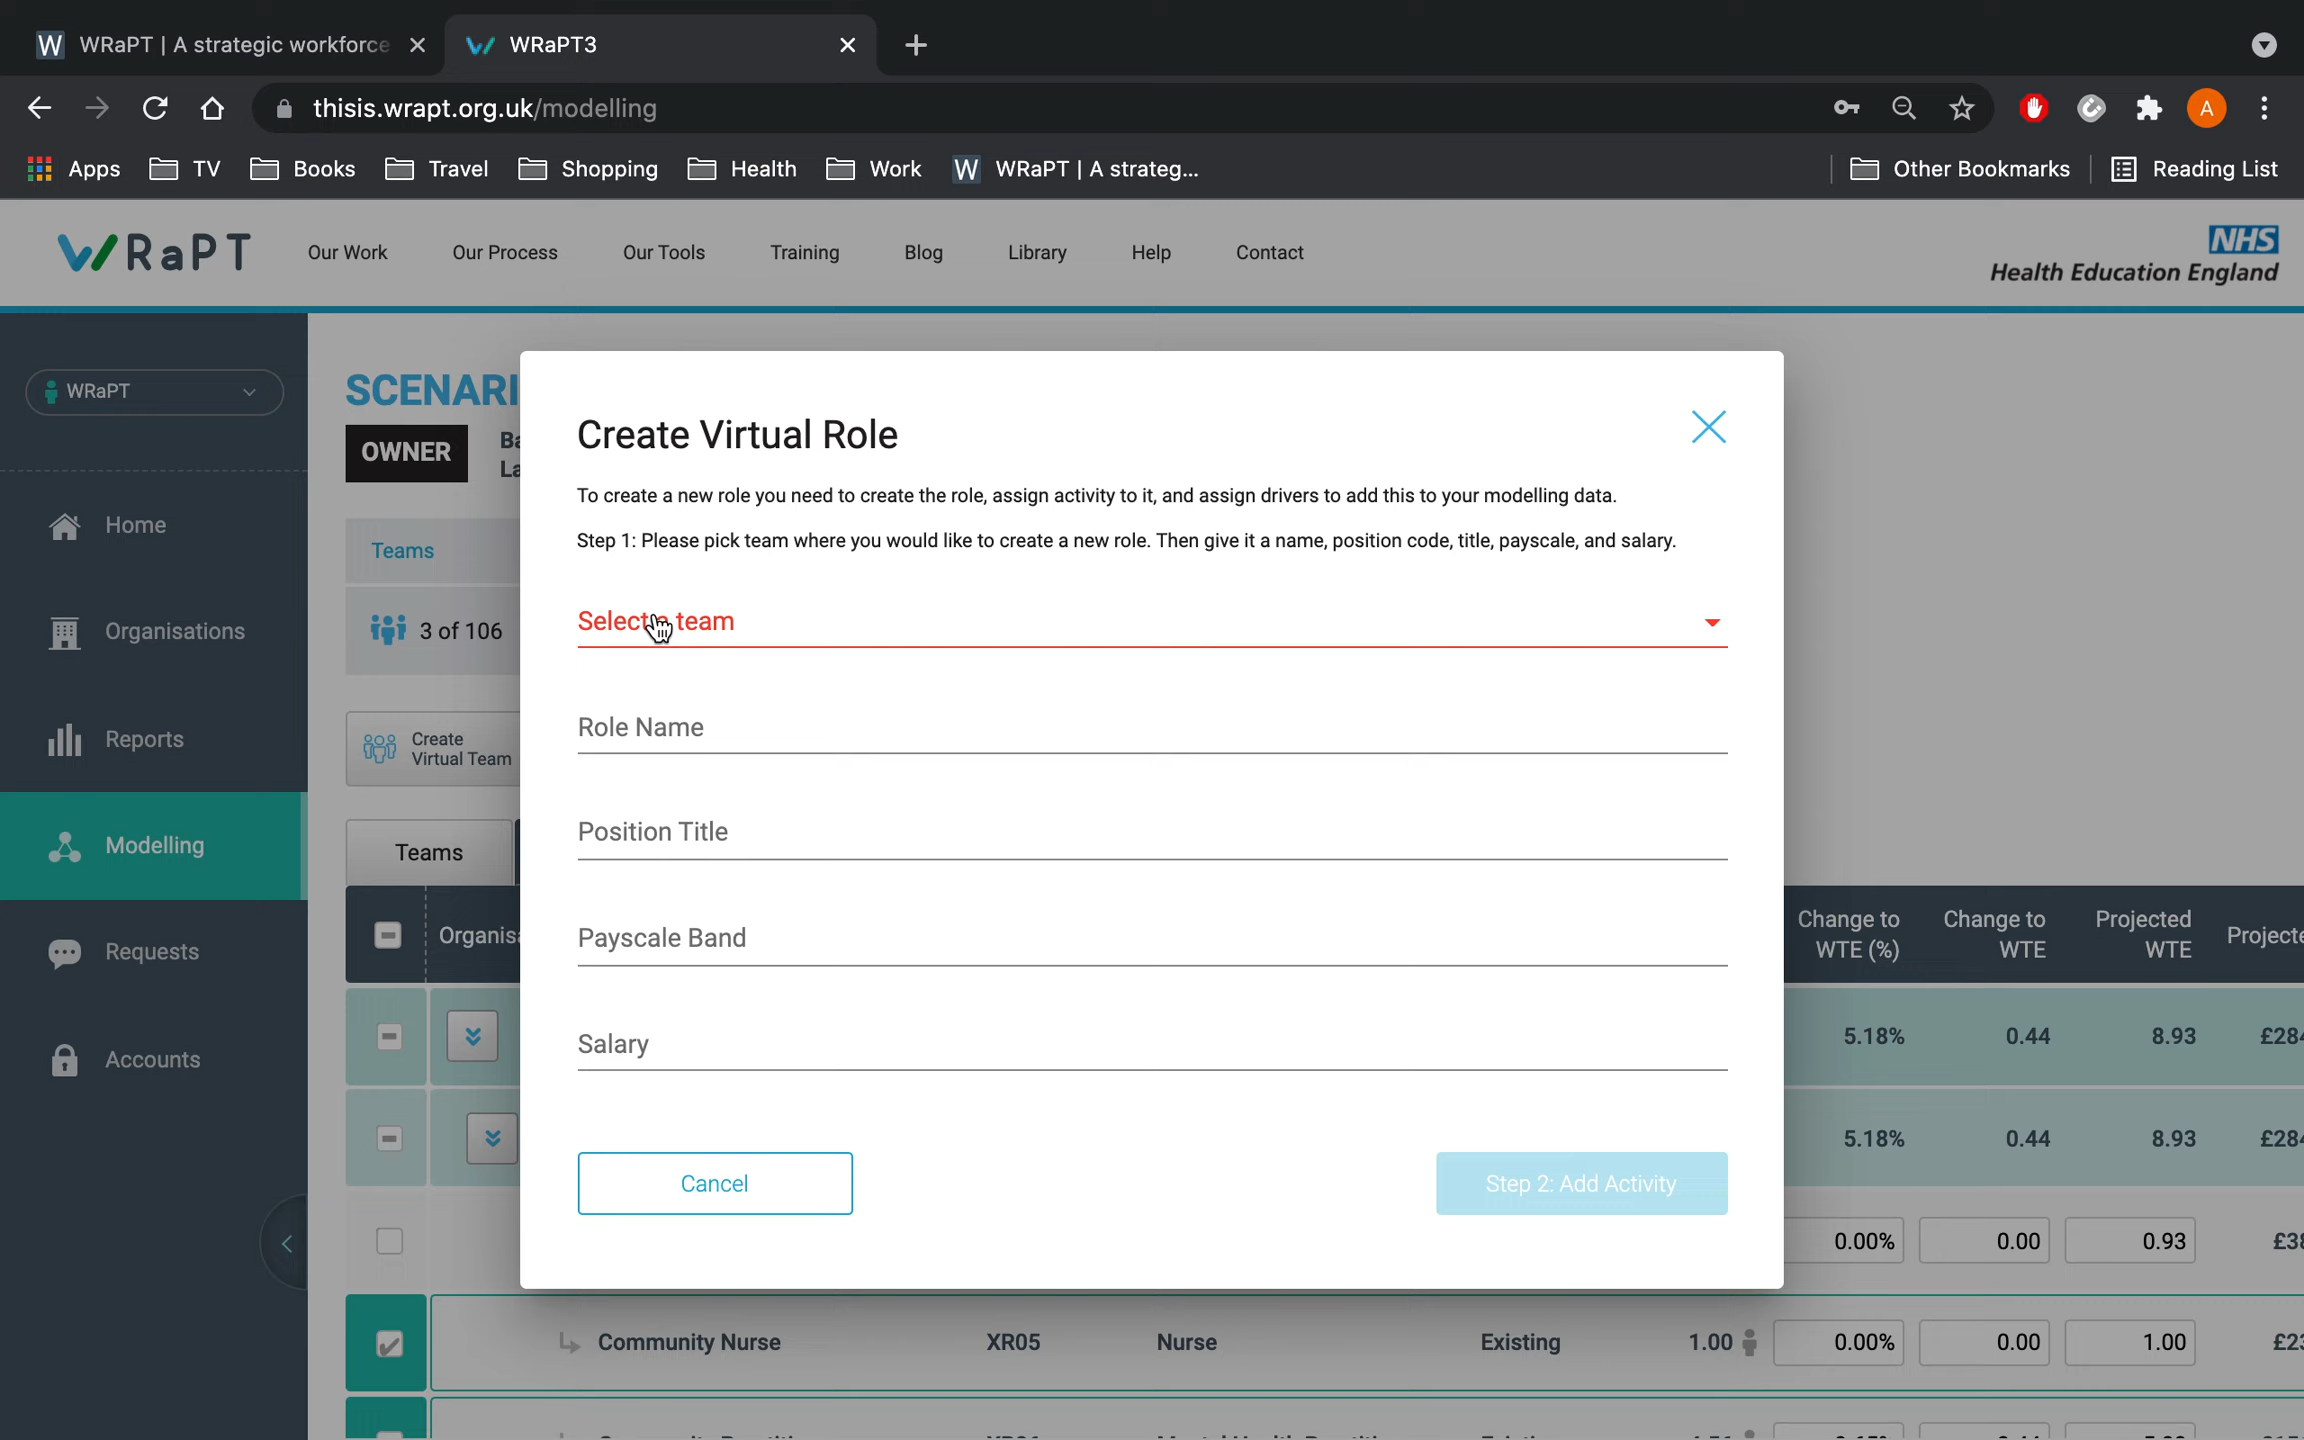 WRaPT | A strategic workforce
WRaPT3
thisis.wrapt.org.uk/modelling
A
Apps
TV
Books
Travel
Shopping
Health
Work
W WRaPT | A strateg...
Other Bookmarks
Reading List
WRaPT
Our Work
Our Process
Our Tools
Training
Blog
Library
Help
Contact
NHS
Health Education England
WRaPT
Home
Organisations
Reports
Modelling
Requests
Accounts
SCENARI
OWNER
Ba
La
Teams
3 of 106
Create
Virtual Team
Teams
Organisa
Create Virtual Role
To create a new role you need to create the role, assign activity to it, and assign drivers to add this to your modelling data.
Step 1: Please pick team where you would like to create a new role. Then give it a name, position code, title, payscale, and salary.
Select a team
Role Name
Position Title
Payscale Band
Salary
Cancel
Step 2: Add Activity
Change to
WTE (%)
Change to
WTE
Projected
WTE
Projecte
5.18% 0.44 8.93 £284
5.18% 0.44 8.93 £284
0.00% 0.00 0.93 £38
Community Nurse XR05 Nurse Existing 1.00 0.00% 0.00 1.00 £23